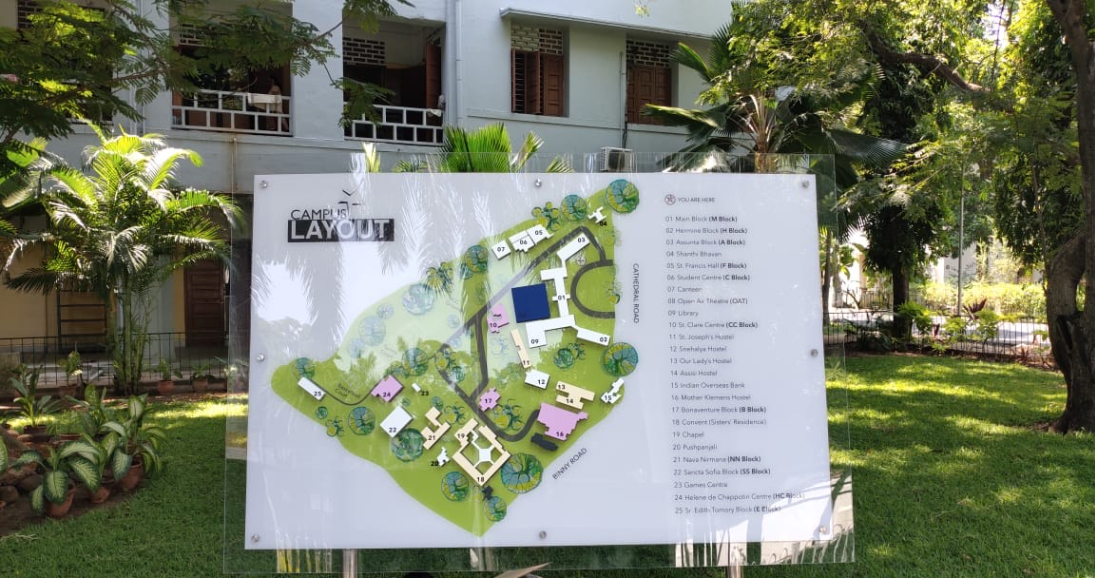 CAMPUS
LAYOUT
YOU ARE HERE
01 Main Block (M Block)
02 Hermine Block (H Block)
03 Assunta Block (A Block)
04 Shanthi Bhavan
05 St. Francis Hall (F Block)
06 Student Centre (C Block)
07 Canteen
08 Open Air Theatre (OAT)
09 Library
10 St. Clare Centre (CC Block)
11 St. Joseph's Hostel
12 Snehalya Hostel
13 Our Lady's Hostel
14 Assisi Hostel
15 Indian Overseas Bank
16 Mother Klemens Hostel
17 Bonaventure Block (B Block)
18 Convent (Sisters' Residence)
19 Chapel
20 Pushpanjali
21 Nava Nirmana (NN Block)
22 Sancta Sofia Block (SS Block)
23 Games Centre
24 Helene de Chappotin Centre (HC Block)
25 Sr. Edith Tomory Block (E Block)
CATHEDRAL ROAD
BINNY ROAD
04
05
06
07
03
01
10
09
02
11
12
13
14
15
16
17
23
24
25
22
21
19
20
18